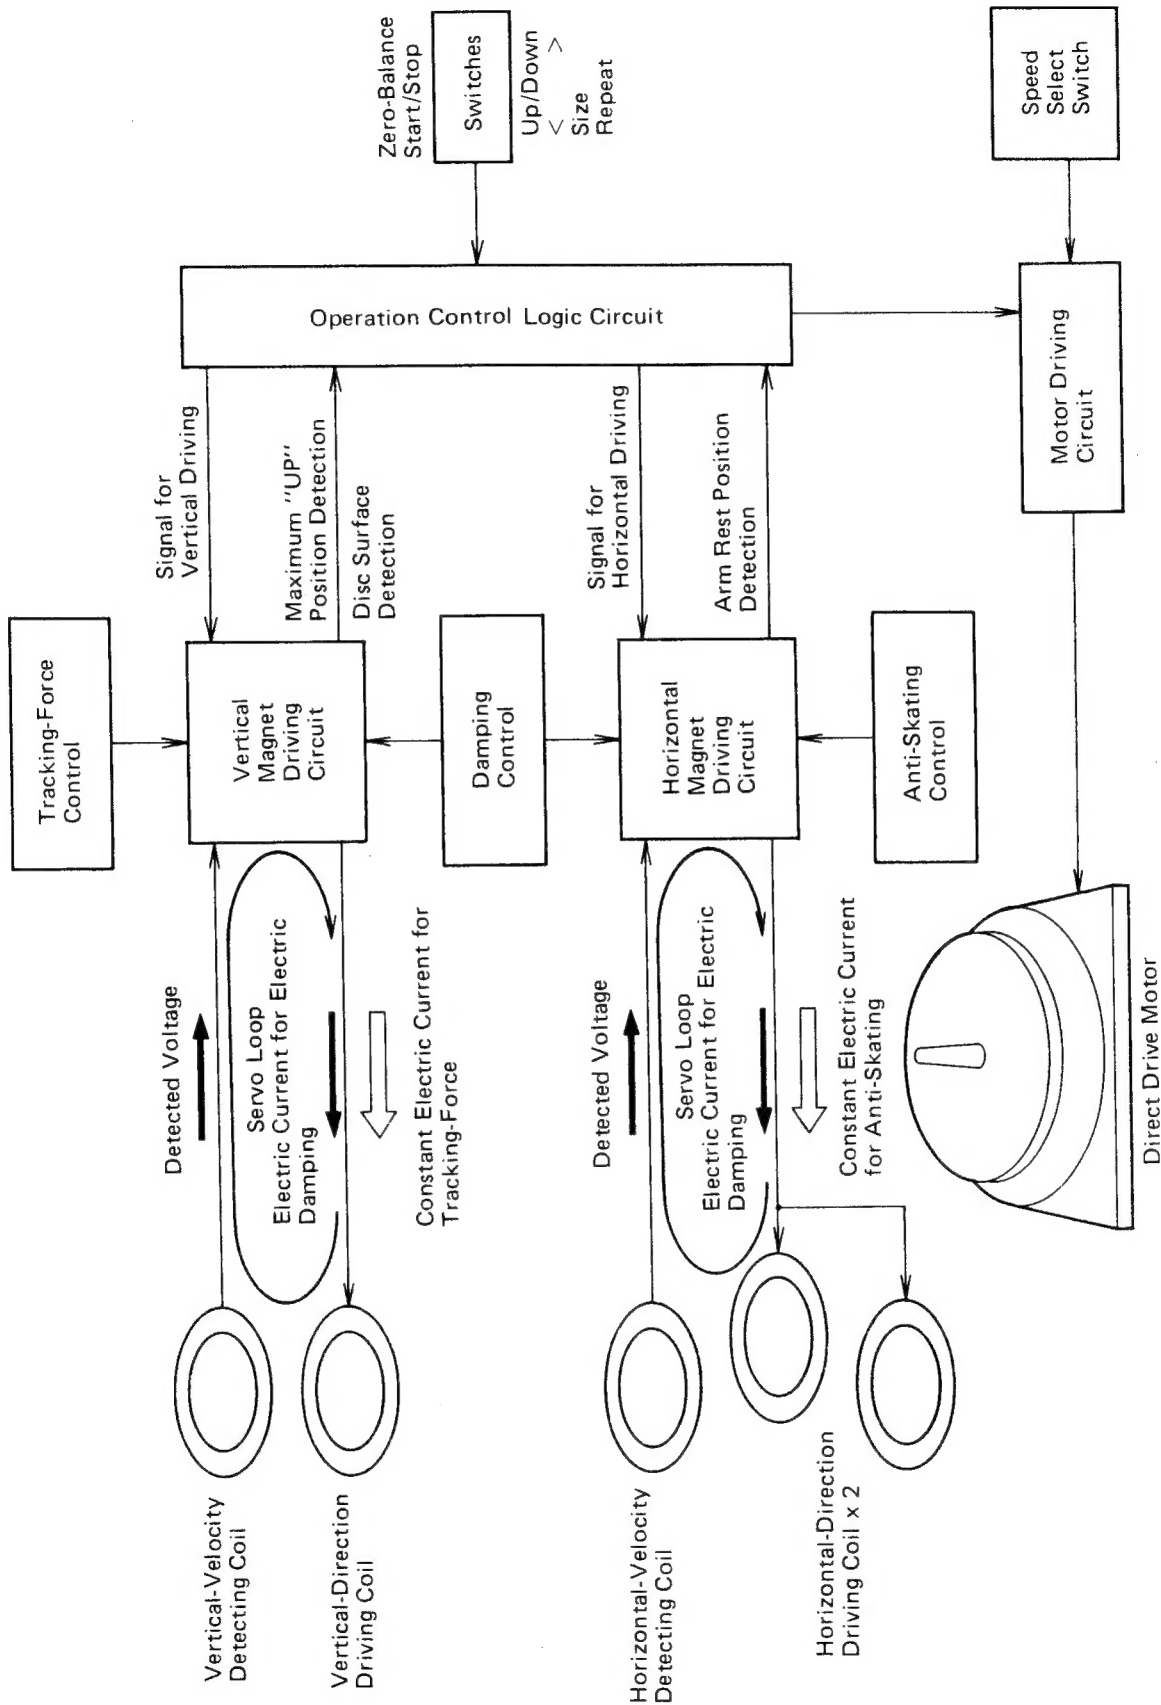 Vertical-Velocity
Detecting Coil
Vertical-Direction
Driving Coil
Horizontal-Velocity
Detecting Coil
Horizontal-Direction
Driving Coil x 2
Detected Voltage
Servo Loop
Electric Current for Electric
Damping
Constant Electric Current for
Tracking-Force
Detected Voltage
Servo Loop
Electric Current for Electric
Damping
Constant Electric Current
for Anti-Skating
Direct Drive Motor
Tracking-Force
Control
Vertical
Magnet
Driving
Circuit
Damping
Control
Horizontal
Magnet
Driving
Circuit
Anti-Skating
Control
Signal for
Vertical Driving
Maximum "UP"
Position Detection
Disc Surface
Detection
Signal for
Horizontal Driving
Arm Rest Position
Detection
Operation Control Logic Circuit
Motor Driving
Circuit
Zero-Balance
Start/Stop
Switches
Up/Down
< >
Size
Repeat
Speed
Select
Switch